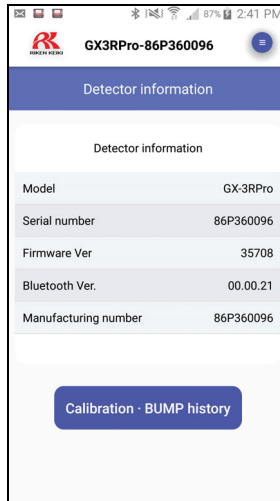 87% 2:41 PM
RIKEN KEIKI
GX3RPro-86P360096
Detector information
Detector information
Model GX-3RPro
Serial number 86P360096
Firmware Ver 35708
Bluetooth Ver. 00.00.21
Manufacturing number 86P360096
Calibration · BUMP history